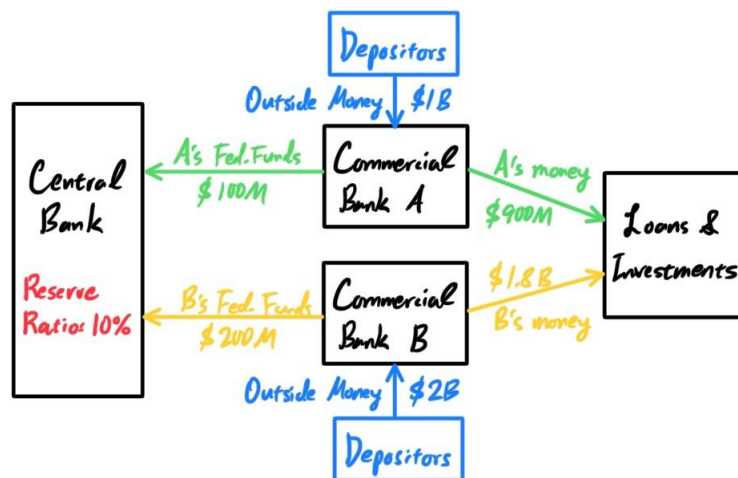 Depositors
Outside Money $1B
A's Fed. Funds
$100M
Commercial
Bank A
A's money
$900M
Central
Bank
Reserve
Ratio: 10%
Loans &
Investments
B's Fed. Funds
$200M
Commercial
Bank B
$1.8B
B's money
Outside Money $2B
Depositors